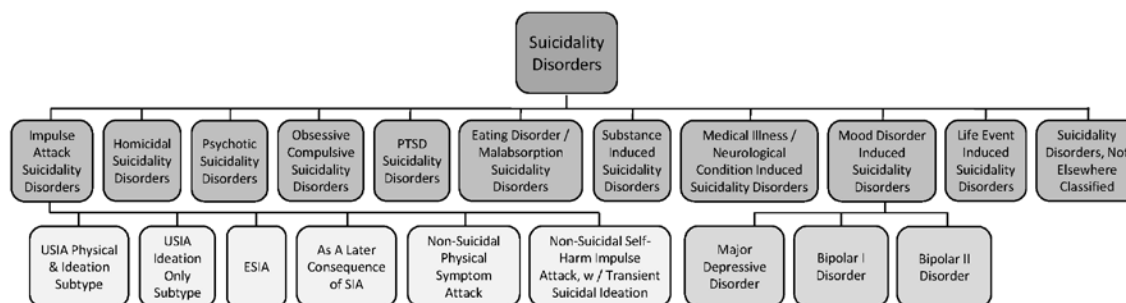 Suicidality
Disorders
Impulse
Attack
Suicidality
Disorders
Homicidal
Suicidality
Disorders
Psychotic
Suicidality
Disorders
Obsessive
Compulsive
Suicidality
Disorders
PTSD
Suicidality
Disorders
Eating Disorder /
Malabsorption
Suicidality
Disorders
Substance
Induced
Suicidality
Disorders
Medical Illness /
Neurological
Condition Induced
Suicidality Disorders
Mood Disorder
Induced
Suicidality
Disorders
Life Event
Induced
Suicidality
Disorders
Suicidality
Disorders, Not
Elsewhere
Classified
USIA Physical
& Ideation
Subtype
USIA
Ideation
Only
Subtype
ESIA
As A Later
Consequence
of SIA
Non-Suicidal
Physical
Symptom
Attack
Non-Suicidal Self-
Harm Impulse
Attack, w / Transient
Suicidal Ideation
Major
Depressive
Disorder
Bipolar I
Disorder
Bipolar II
Disorder